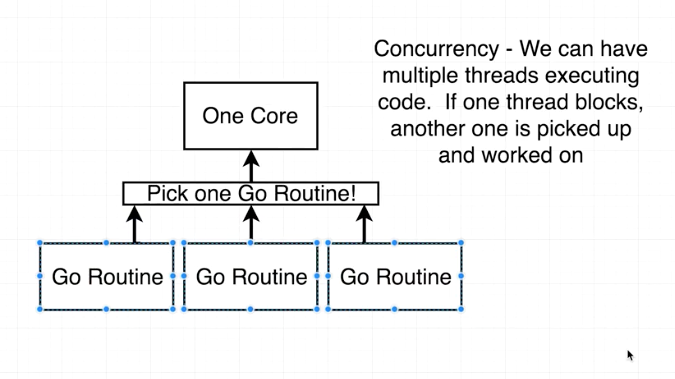 Concurrency - We can have
multiple threads executing
code.  If one thread blocks,
another one is picked up
and worked on
One Core
Pick one Go Routine!
Go Routine
Go Routine
Go Routine